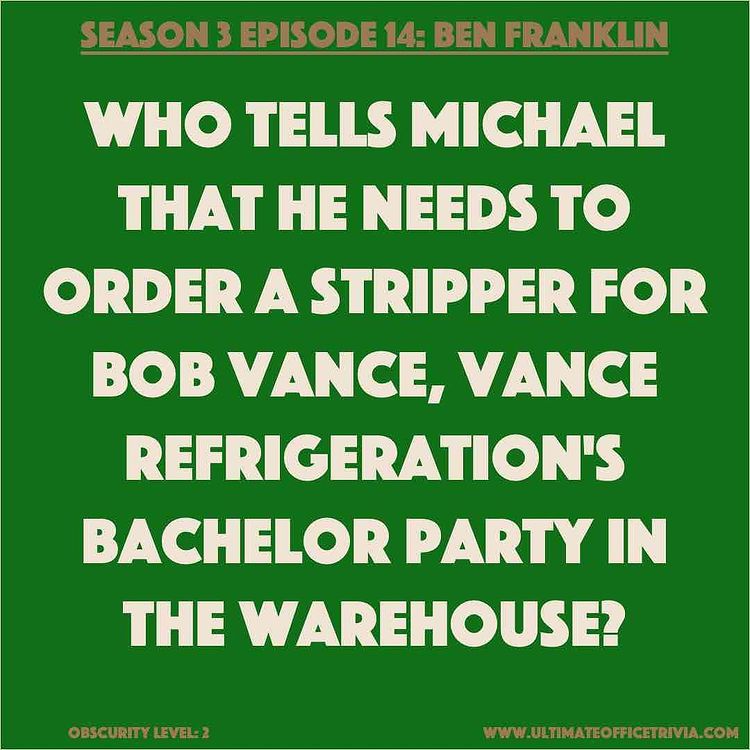 SEASON 3 EPISODE 14: BEN FRANKLIN
WHO TELLS MICHAEL
THAT HE NEEDS TO
ORDER A STRIPPER FOR
BOB VANCE, VANCE
REFRIGERATION'S
BACHELOR PARTY IN
THE WAREHOUSE?
OBSCURITY LEVEL: 2
WWW.ULTIMATEOFFICETRIVIA.COM